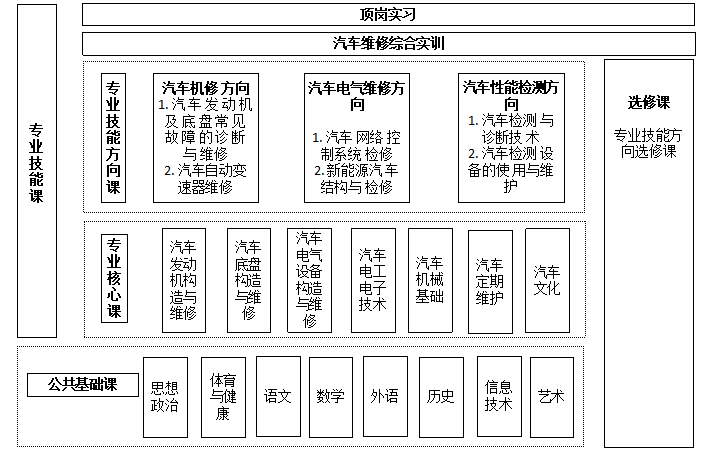 顶岗实习
汽车维修综合实训
专业技能课
专业技能方向课
汽车机修方向
1. 汽车发动机
及底盘常见
故障的诊断
与维修
2. 汽车自动变
速器维修
汽车电气维修方
向
1. 汽车网络控
制系统检修
2. 新能源汽车
结构与检修
汽车性能检测方
向
1. 汽车检测与
诊断技术
2. 汽车检测设
备的使用与维
护
选修课
专业技能方
向选修课
专业核心课
汽车
发动
机构
造与
维修
汽车
底盘
构造
与维
修
汽车
电气
设备
构造
与维
修
汽车
电工
电子
技术
汽车
机械
基础
汽车
定期
维护
汽车
文化
公共基础课
思想
政治
体育
与健
康
语文
数学
外语
历史
信息
技术
艺术